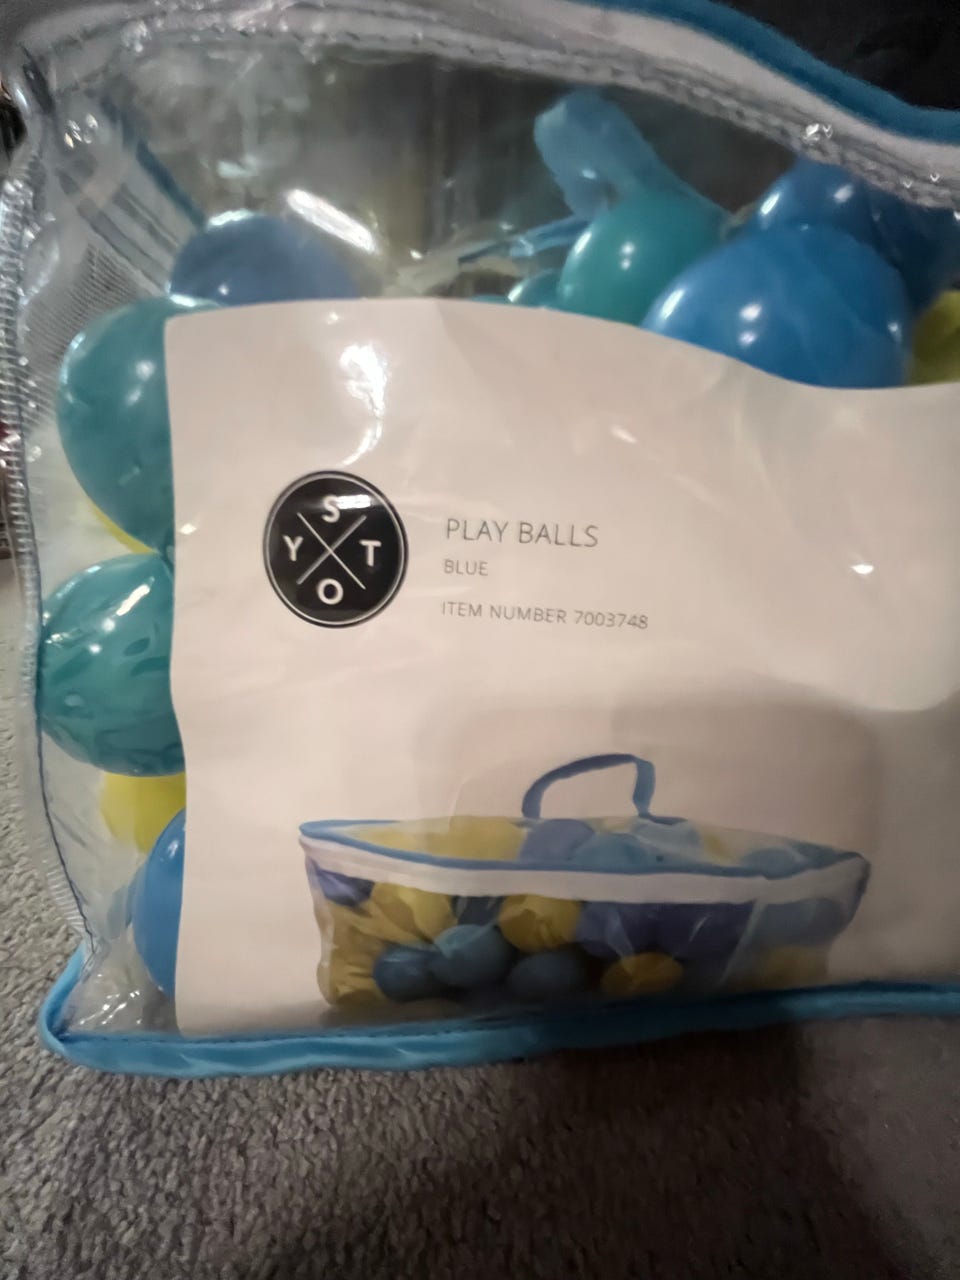 S
Y T
O
PLAY BALLS
BLUE
ITEM NUMBER 7003748